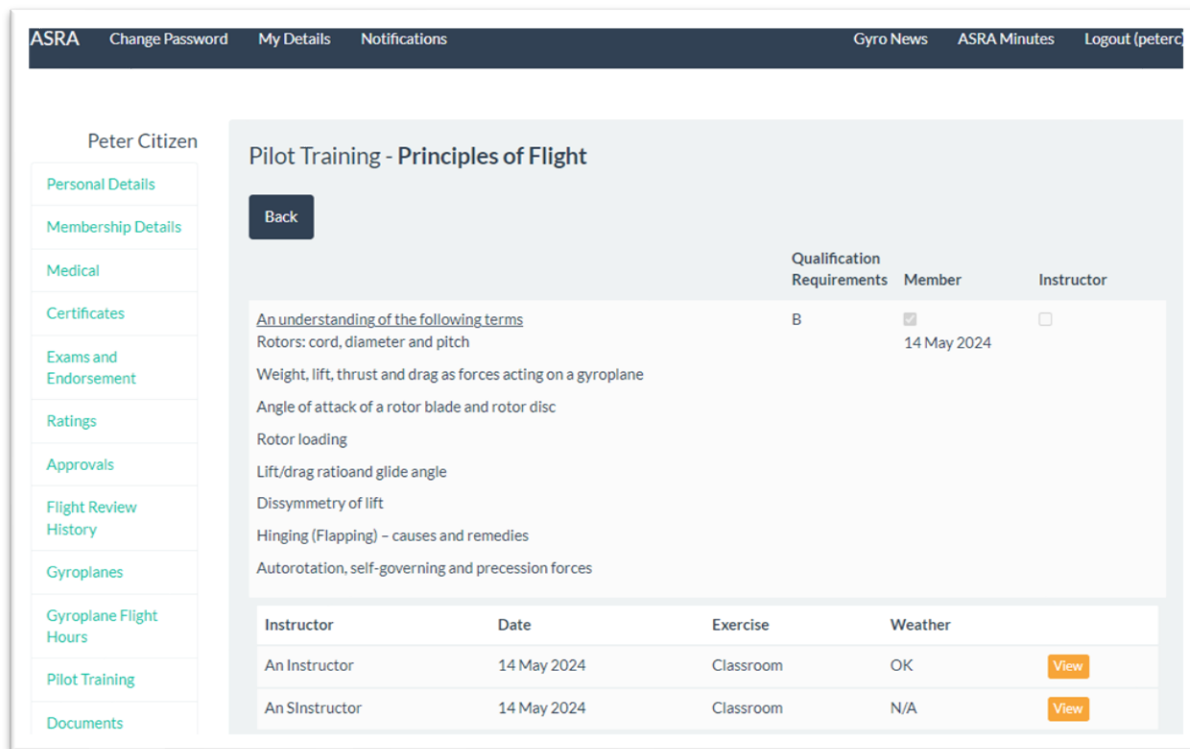 ASRA Change Password My Details Notifications Gyro News ASRA Minutes Logout (peterc)
Peter Citizen
Personal Details
Membership Details
Medical
Certificates
Exams and
Endorsement
Ratings
Approvals
Flight Review
History
Gyroplanes
Gyroplane Flight
Hours
Pilot Training
Documents
Pilot Training - Principles of Flight
Back
Qualification
Requirements Member Instructor
An understanding of the following terms B
Rotors: cord, diameter and pitch 14 May 2024
Weight, lift, thrust and drag as forces acting on a gyroplane
Angle of attack of a rotor blade and rotor disc
Rotor loading
Lift/drag ratioand glide angle
Dissymmetry of lift
Hinging (Flapping) – causes and remedies
Autorotation, self-governing and precession forces
Instructor Date Exercise Weather
An Instructor 14 May 2024 Classroom OK View
An SInstructor 14 May 2024 Classroom N/A View